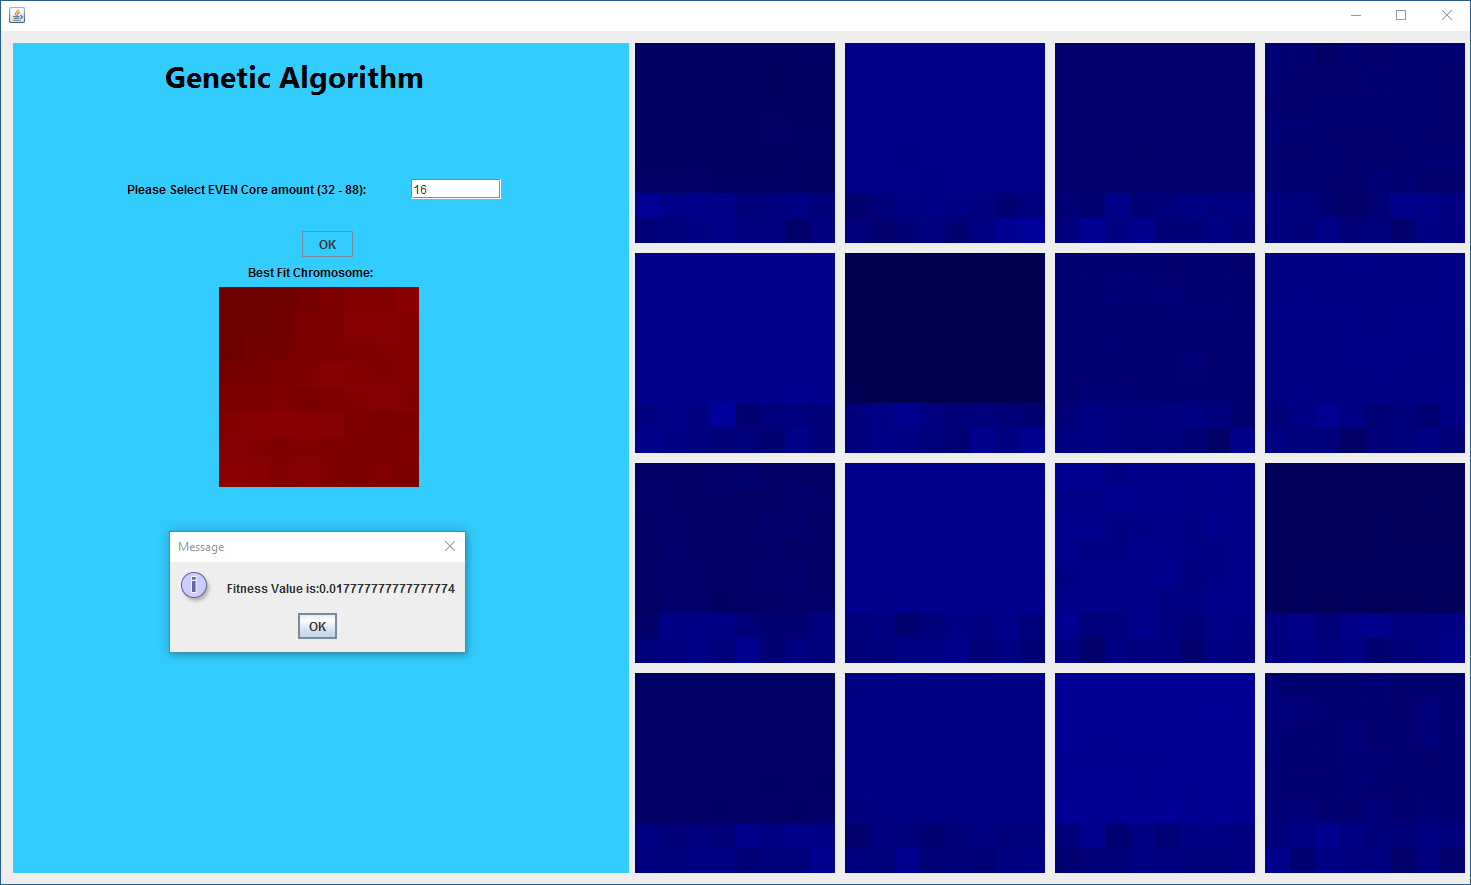 Genetic Algorithm
Please Select EVEN Core amount (32 - 88):
16
OK
Best Fit Chromosome:
Message
Fitness Value is:0.017777777777777774
OK